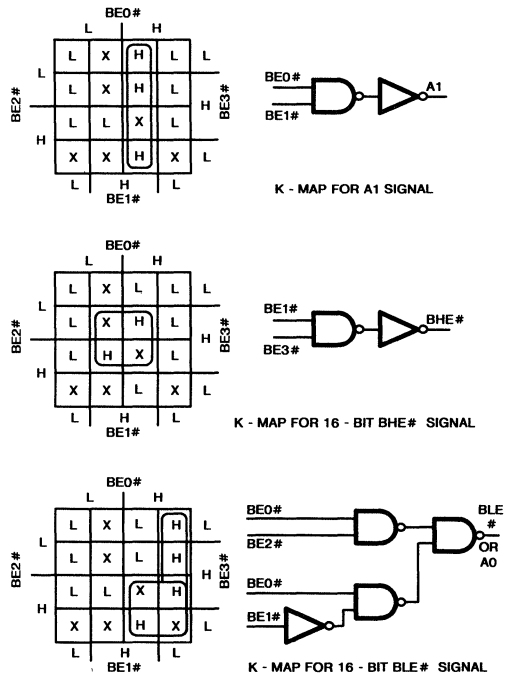 BE0#
L H
L X H L L
L
L X H L
BE2# H BE3#
L L X L
H
X X H X L
L H L
BE1#
BE0#
BE1#
A1
K - MAP FOR A1 SIGNAL
BE0#
L H
L X L L L
L
L X H L
BE2# H BE3#
L H X L
H
X X L X L
L H L
BE1#
BE1#
BE3#
BHE#
K - MAP FOR 16 - BIT BHE# SIGNAL
BE0#
L H
L X L H L
L
L X L H
BE2# H BE3#
L L X H
H
X X H X L
L H L
BE1#
BE0#
BE2#
BE0#
BE1#
BLE
#
OR
A0
K - MAP FOR 16 - BIT BLE# SIGNAL